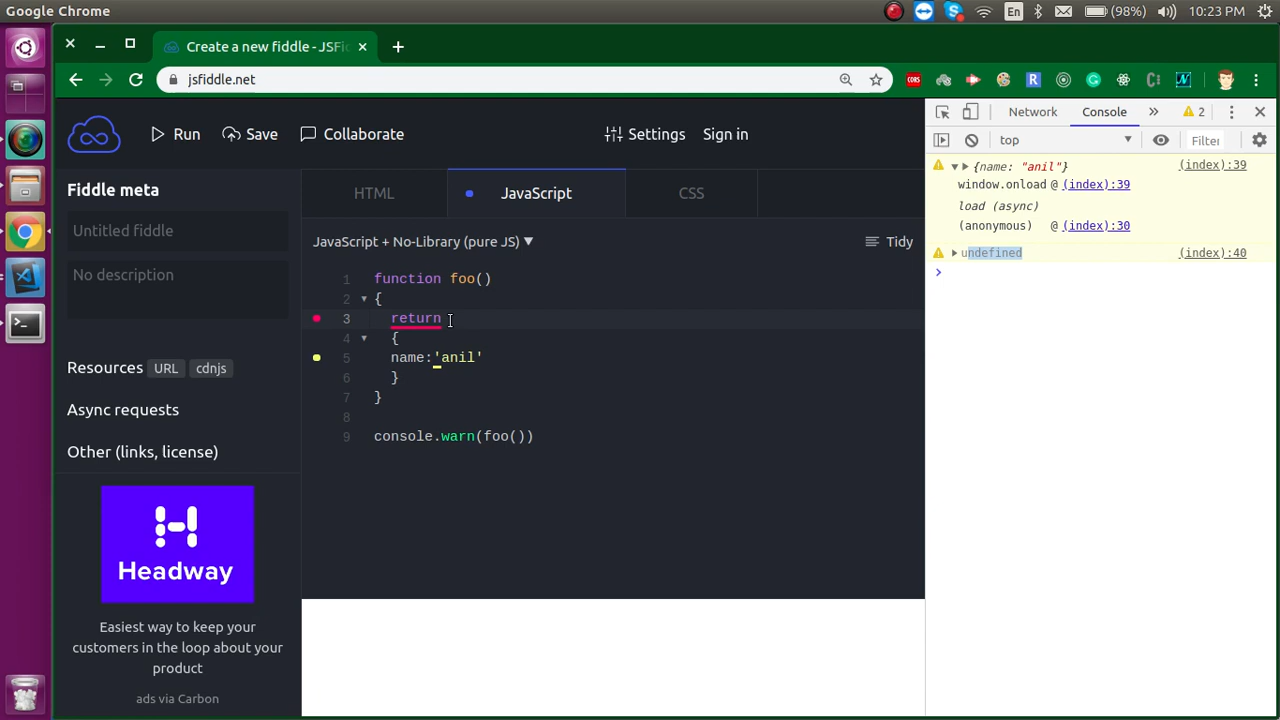 Google Chrome
En
(98%)
10:23 PM
Create a new fiddle - JSFi
jsfiddle.net
CORS
R
G
N
Run
Save
Collaborate
Settings
Sign in
Fiddle meta
Untitled fiddle
No description
Resources URL cdnjs
Async requests
Other (links, license)
Headway
Easiest way to keep your
customers in the loop about your
product
ads via Carbon
HTML
JavaScript
CSS
JavaScript + No-Library (pure JS) ▼
Tidy
1 function foo()
2 {
3 return
4 {
5 name:'anil'
6 }
7 }
8
9 console.warn(foo())
Network
Console
»
2
top
Filter
{name: "anil"} (index):39
window.onload @ (index):39
load (async)
(anonymous) @ (index):30
undefined (index):40